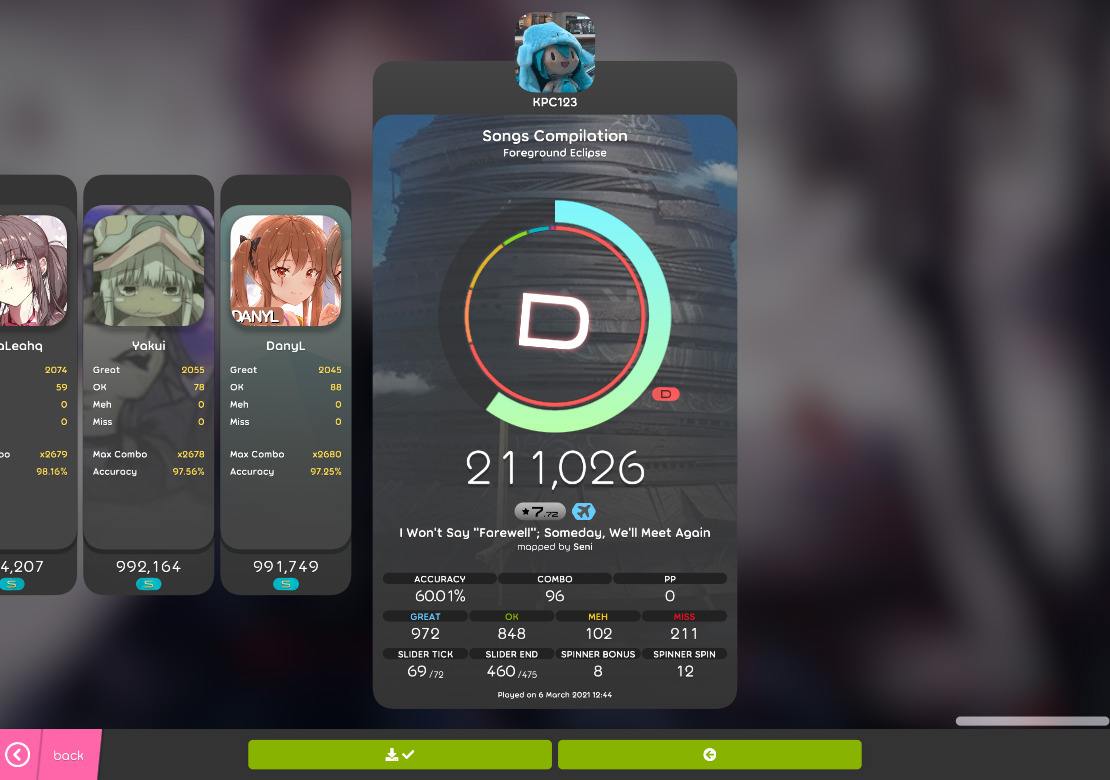 KPC123
Songs Compilation
Foreground Eclipse
D
D
211,026
7.72
I Won't Say "Farewell"; Someday, We'll Meet Again
mapped by Seni
ACCURACY COMBO PP
60.01% 96 0
GREAT OK MEH MISS
972 848 102 211
SLIDER TICK SLIDER END SPINNER BONUS SPINNER SPIN
69/72 460/475 8 12
Played on 6 March 2021 12:44
aLeahq
2074
59
0
0
bo x2679
98.16%
4,207
S
Yakui
Great 2055
OK 78
Meh 0
Miss 0
Max Combo x2678
Accuracy 97.56%
992,164
S
DANYL
DanyL
Great 2045
OK 88
Meh 0
Miss 0
Max Combo x2680
Accuracy 97.25%
991,749
S
back